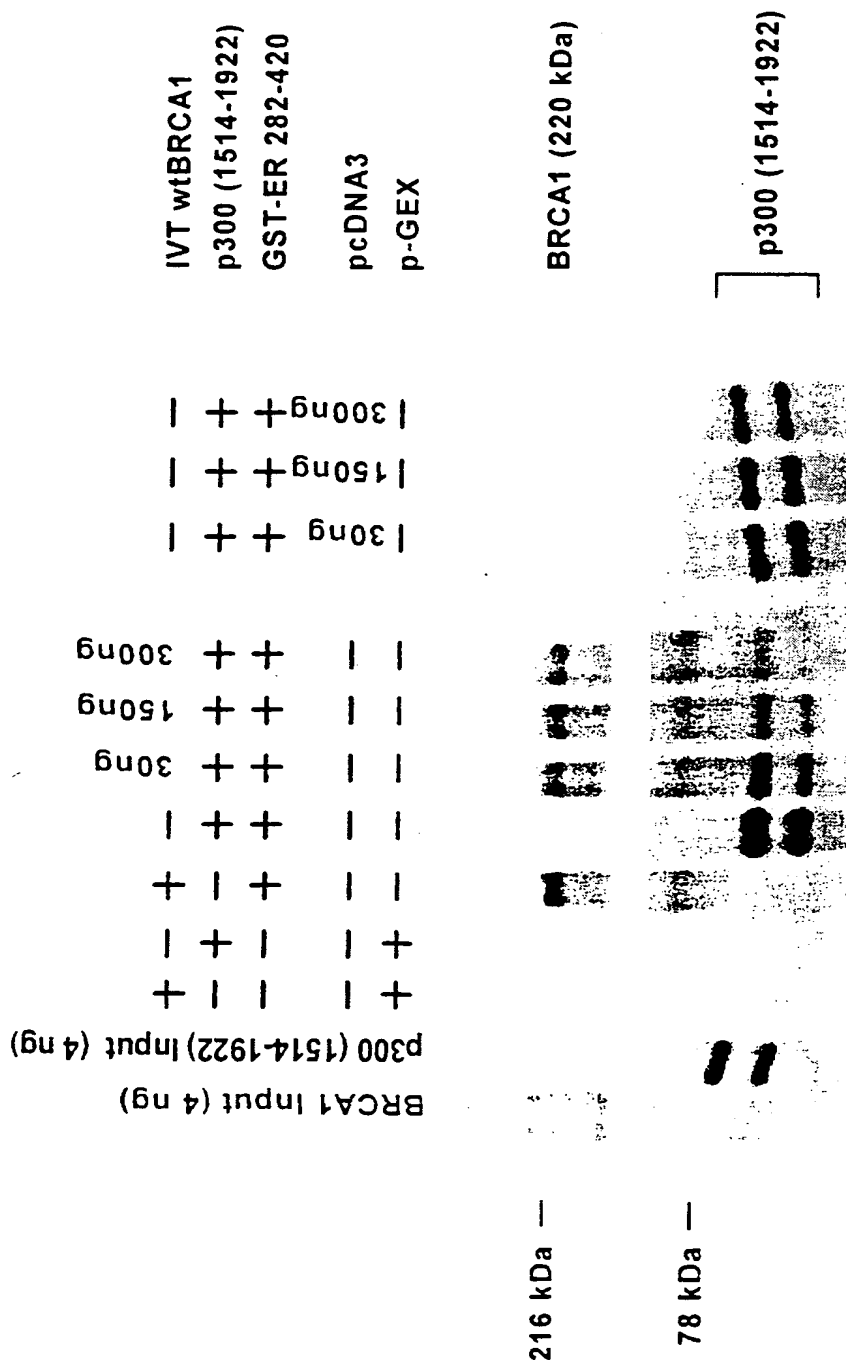 BRCA1 Input (4 ng)
p300 (1514-1922) Input (4 ng)
+ − + − 30ng 150ng 300ng − − − IVT wtBRCA1
− + − + + + + + + + p300 (1514-1922)
− − + + + + + + + + GST-ER 282-420
− − − − − − − 30ng 150ng 300ng pcDNA3
+ + − − − − − − − − p-GEX
216 kDa −
BRCA1 (220 kDa)
78 kDa −
p300 (1514-1922)